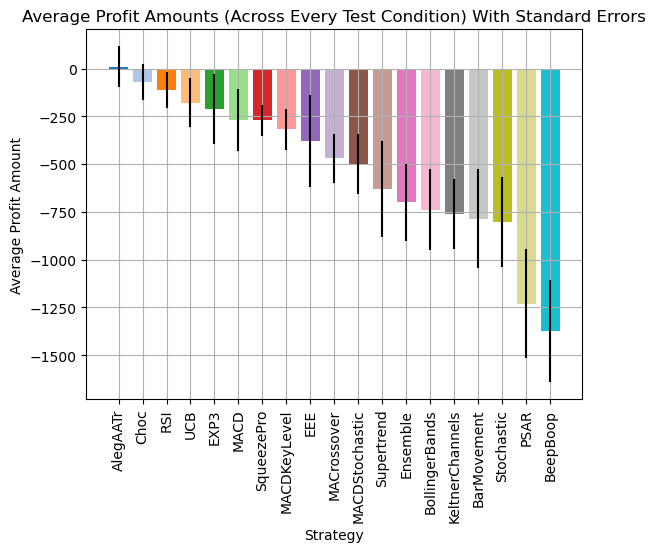 Average Profit Amounts (Across Every Test Condition) With Standard Errors
Average Profit Amount
0
−250
−500
−750
−1000
−1250
−1500
AlegAATr
Choc
RSI
UCB
EXP3
MACD
SqueezePro
MACDKeyLevel
EEE
MACrossover
MACDStochastic
Supertrend
Ensemble
BollingerBands
KeltnerChannels
BarMovement
Stochastic
PSAR
BeepBoop
Strategy